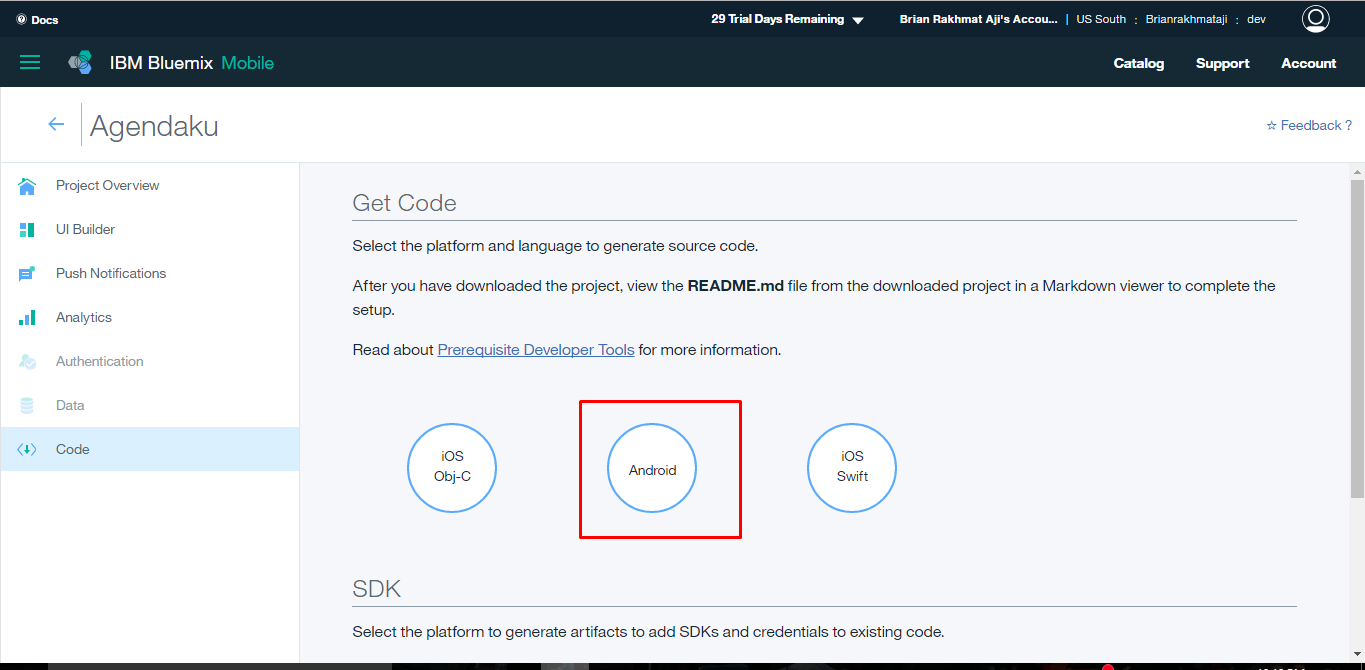 Docs
29 Trial Days Remaining
Brian Rakhmat Aji's Accou... | US South : Brianrakhmataji : dev
IBM Bluemix Mobile
Catalog Support Account
Agendaku
Feedback ?
Project Overview
UI Builder
Push Notifications
Analytics
Authentication
Data
Code
Get Code
Select the platform and language to generate source code.
After you have downloaded the project, view the README.md file from the downloaded project in a Markdown viewer to complete the
setup.
Read about Prerequisite Developer Tools for more information.
iOS
Obj-C
Android
iOS
Swift
SDK
Select the platform to generate artifacts to add SDKs and credentials to existing code.